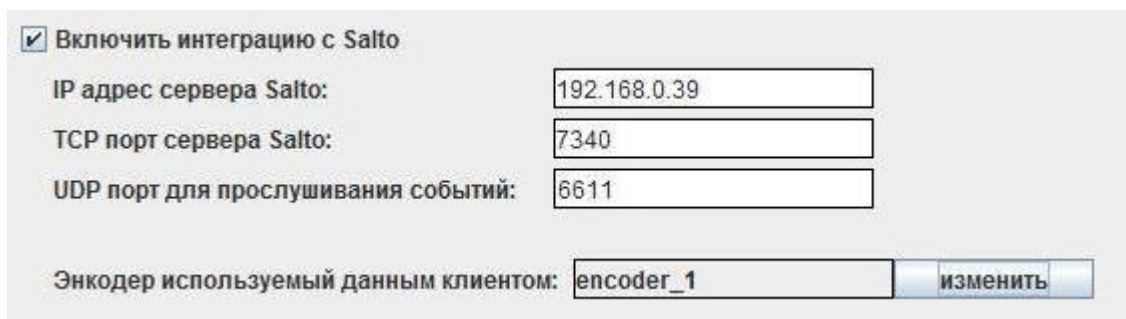 Включить интеграцию с Salto
IP адрес сервера Salto: 192.168.0.39
TCP порт сервера Salto: 7340
UDP порт для прослушивания событий: 6611
Энкодер используемый данным клиентом: encoder_1 изменить